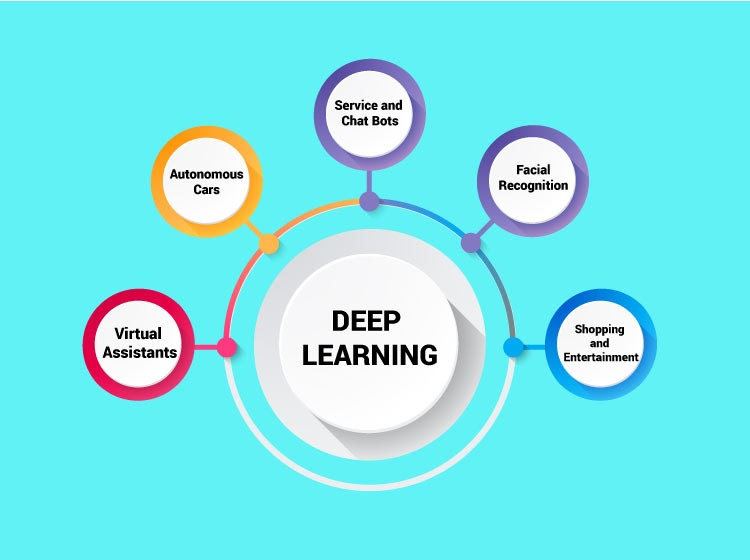 Service and
Chat Bots
Autonomous
Cars
Facial
Recognition
Virtual
Assistants
DEEP
LEARNING
Shopping
and
Entertainment